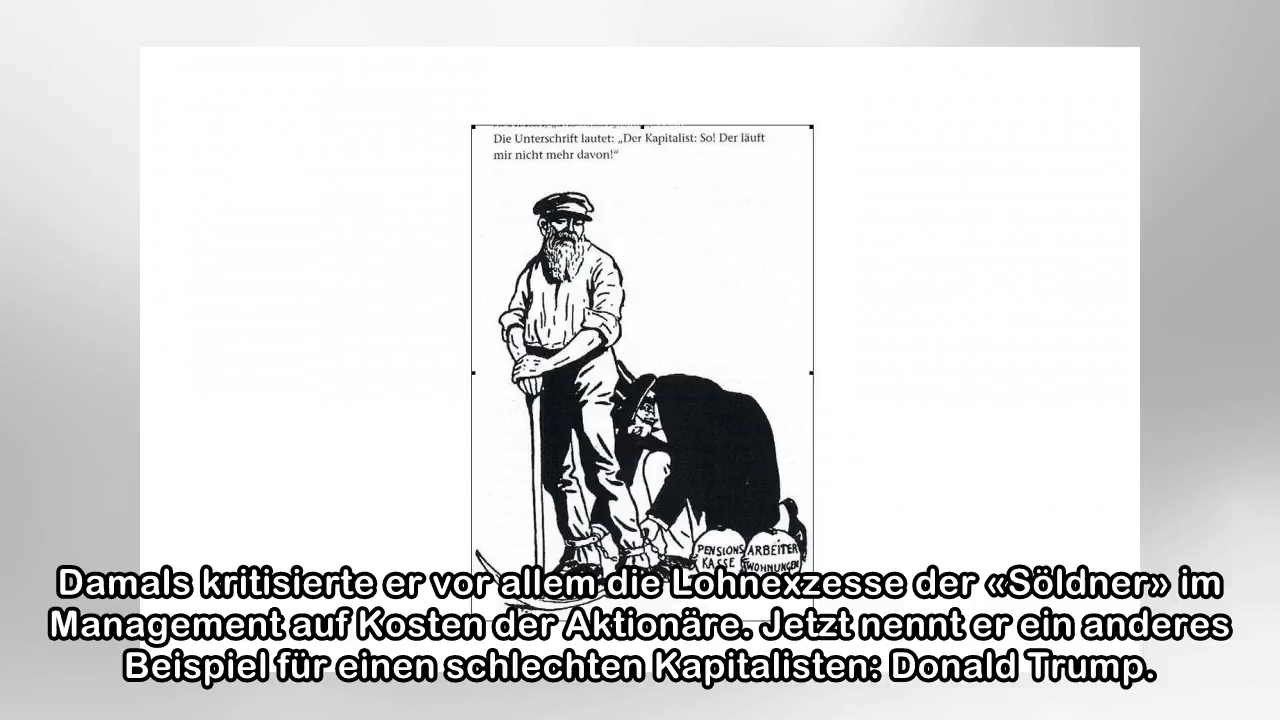 Die Unterschrift lautet: „Der Kapitalist: So! Der läuft
mir nicht mehr davon!“
PENSIONS ARBEITER
KASSE WOHNUNGEN
Damals kritisierte er vor allem die Lohnexzesse der «Söldner» im
Management auf Kosten der Aktionäre. Jetzt nennt er ein anderes
Beispiel für einen schlechten Kapitalisten: Donald Trump.